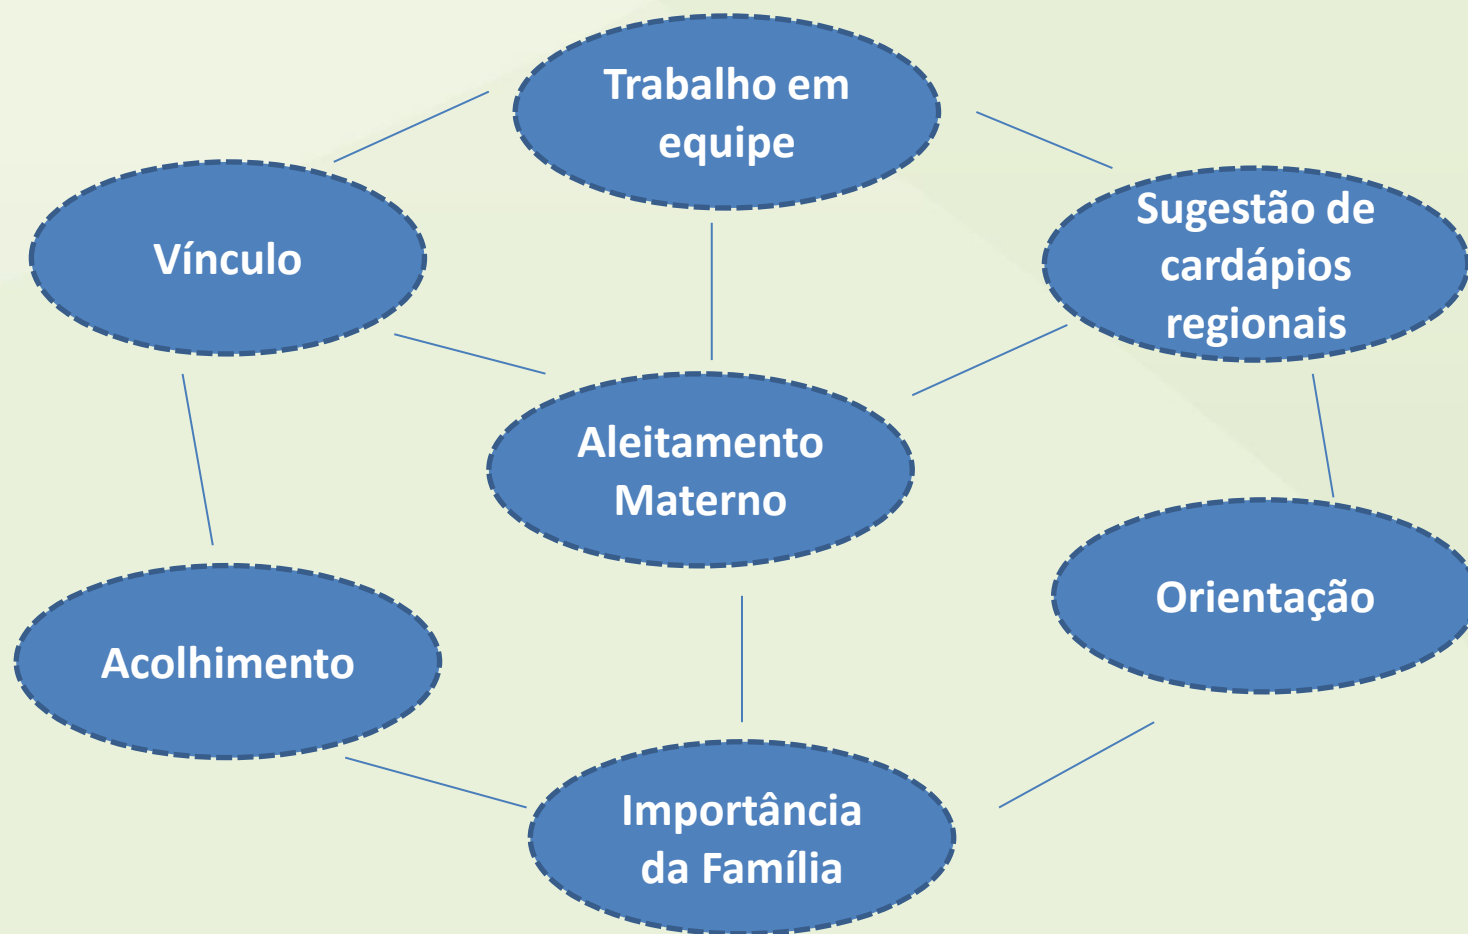 Trabalho em
equipe
Vínculo
Sugestão de
cardápios
regionais
Aleitamento
Materno
Orientação
Acolhimento
Importância
da Família